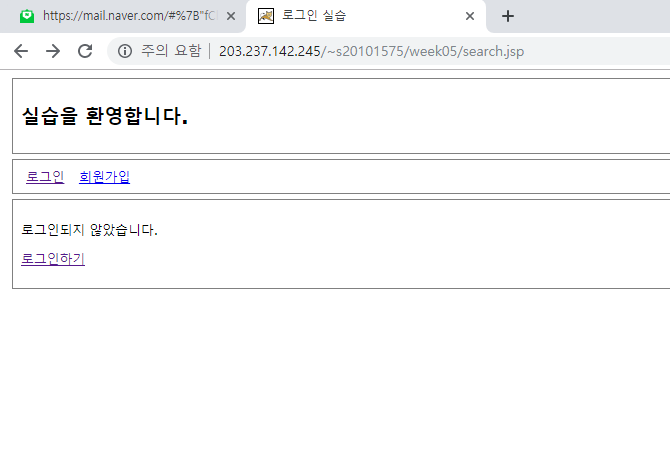 https://mail.naver.com/#%7B"fC
로그인 실습
주의 요함 | 203.237.142.245/~s20101575/week05/search.jsp
실습을 환영합니다.
로그인 회원가입
로그인되지 않았습니다.
로그인하기